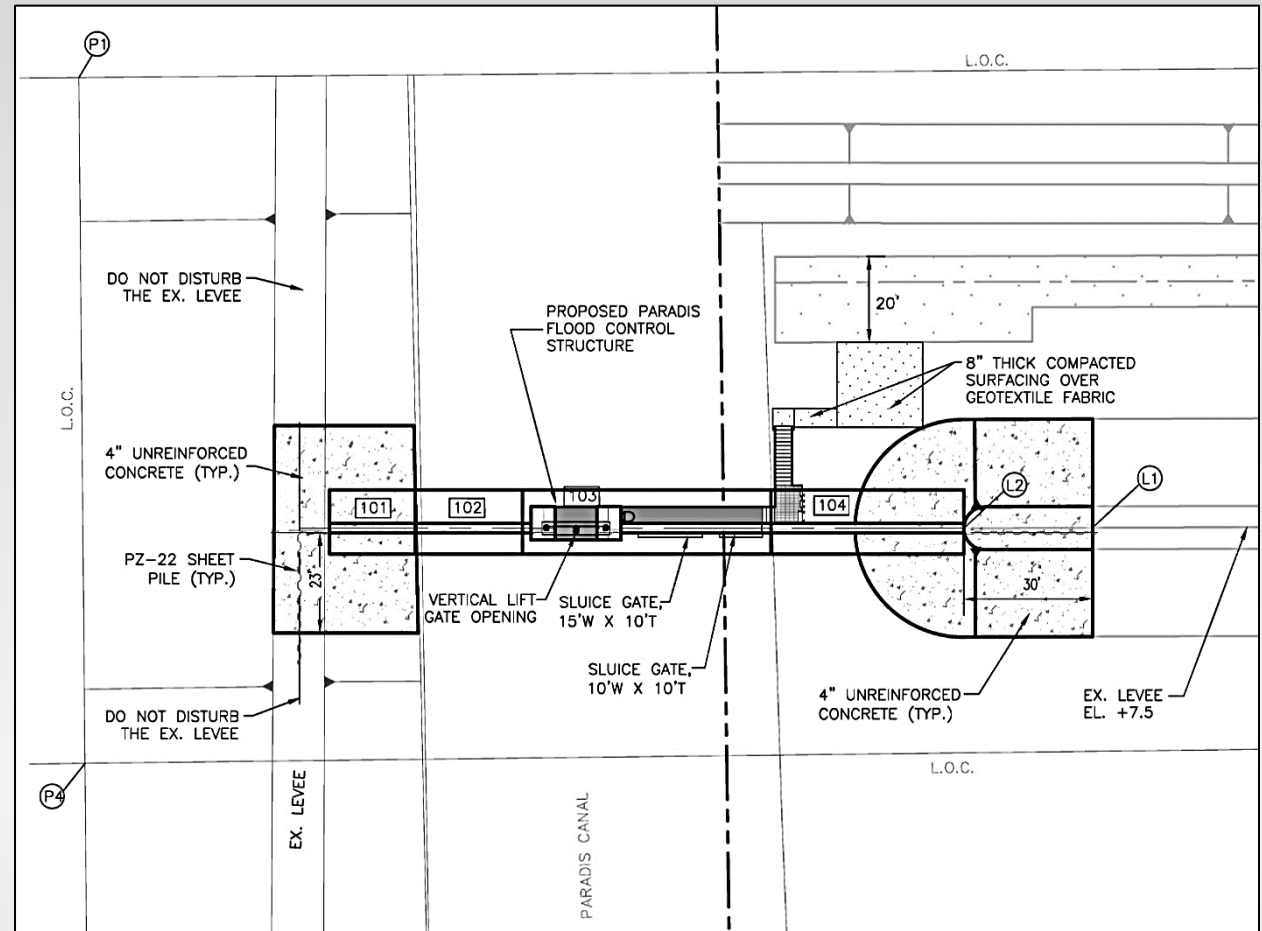 P1
L.O.C.
DO NOT DISTURB
THE EX. LEVEE
PROPOSED PARADIS
FLOOD CONTROL
STRUCTURE
20'
8" THICK COMPACTED
SURFACING OVER
GEOTEXTILE FABRIC
L.O.C.
4" UNREINFORCED
CONCRETE (TYP.)
L2
L1
101
102
103
104
PZ-22 SHEET
PILE (TYP.)
23"
VERTICAL LIFT
GATE OPENING
SLUICE GATE,
15'W X 10'T
30'
SLUICE GATE,
10'W X 10'T
4" UNREINFORCED
CONCRETE (TYP.)
EX. LEVEE
EL. +7.5
DO NOT DISTURB
THE EX. LEVEE
L.O.C.
P4
EX. LEVEE
PARADIS CANAL